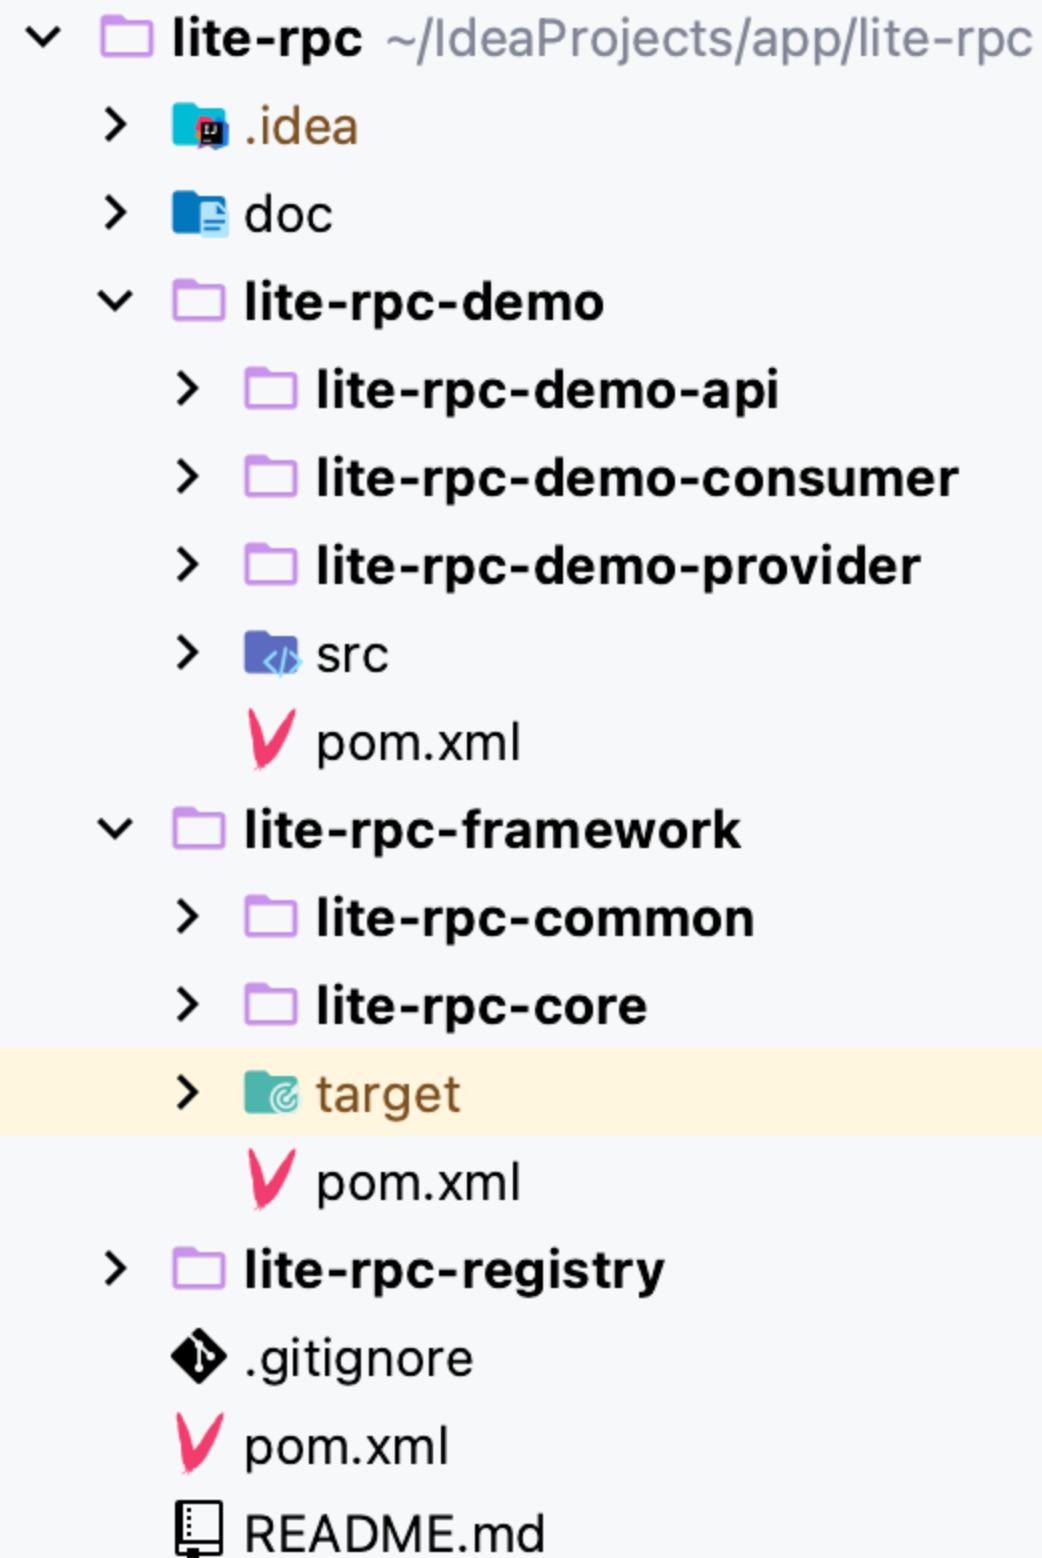 lite-rpc ~/IdeaProjects/app/lite-rpc
.idea
doc
lite-rpc-demo
lite-rpc-demo-api
lite-rpc-demo-consumer
lite-rpc-demo-provider
src
pom.xml
lite-rpc-framework
lite-rpc-common
lite-rpc-core
target
pom.xml
lite-rpc-registry
.gitignore
pom.xml
README.md